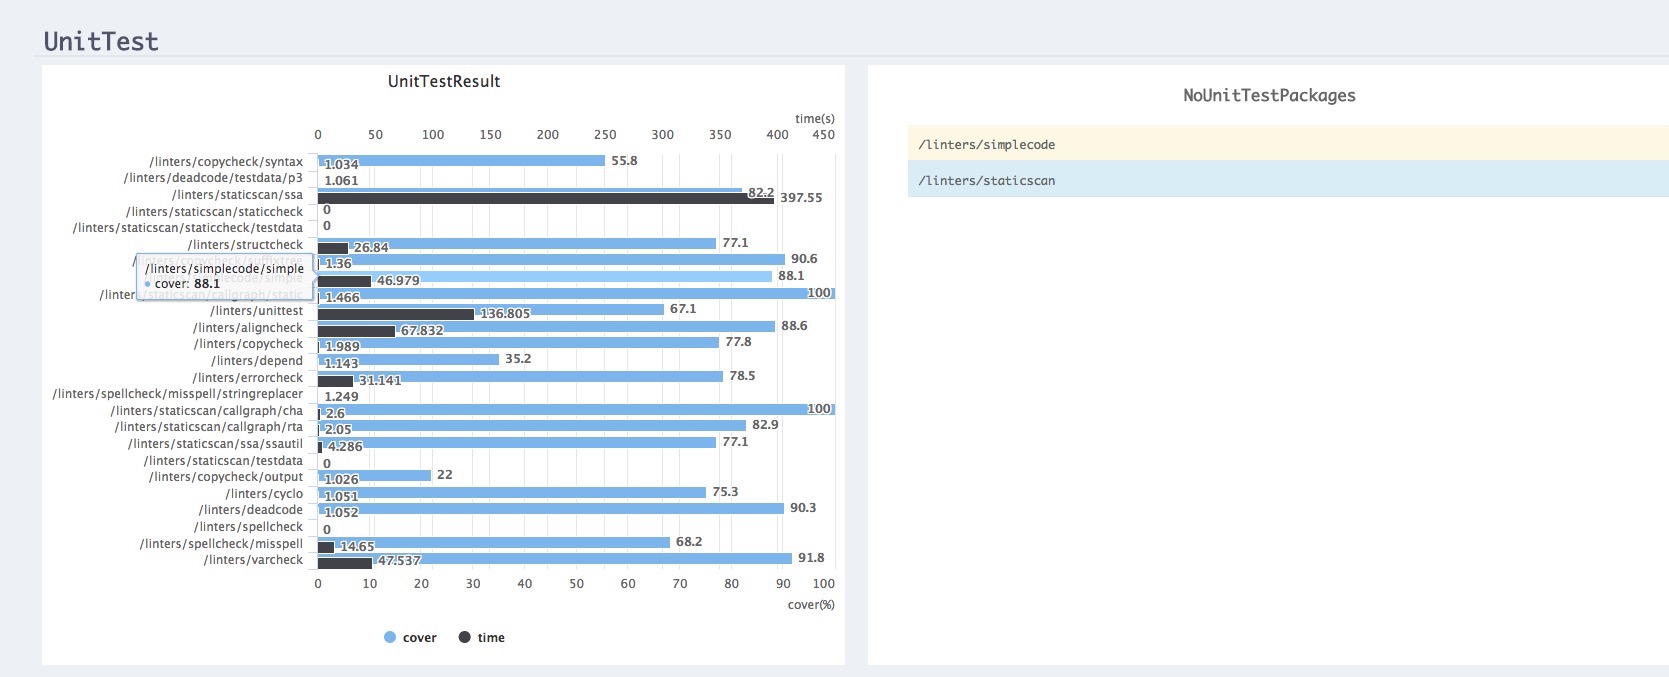 UnitTest
UnitTestResult
time(s)
0 50 100 150 200 250 300 350 400 450
/linters/copycheck/syntax 1.034 55.8
/linters/deadcode/testdata/p3 1.061
/linters/staticscan/ssa 82.2 397.55
/linters/staticscan/staticcheck 0
/linters/staticscan/staticcheck/testdata 0
/linters/structcheck 26.84 77.1
/linters/copycheck/suffixtree 1.36 90.6
/linters/simplecode/simple 46.979 88.1
/linters/simplecode/simple
cover: 88.1
/linters/staticscan/callgraph/static 1.466 100
/linters/unittest 136.805 67.1
/linters/aligncheck 67.832 88.6
/linters/copycheck 1.989 77.8
/linters/depend 1.143 35.2
/linters/errorcheck 31.141 78.5
/linters/spellcheck/misspell/stringreplacer 1.249
/linters/staticscan/callgraph/cha 2.6 100
/linters/staticscan/callgraph/rta 2.05 82.9
/linters/staticscan/ssa/ssautil 4.286 77.1
/linters/staticscan/testdata 0
/linters/copycheck/output 1.026 22
/linters/cyclo 1.051 75.3
/linters/deadcode 1.052 90.3
/linters/spellcheck 0
/linters/spellcheck/misspell 14.65 68.2
/linters/varcheck 47.537 91.8
0 10 20 30 40 50 60 70 80 90 100
cover(%)
cover time
NoUnitTestPackages
/linters/simplecode
/linters/staticscan